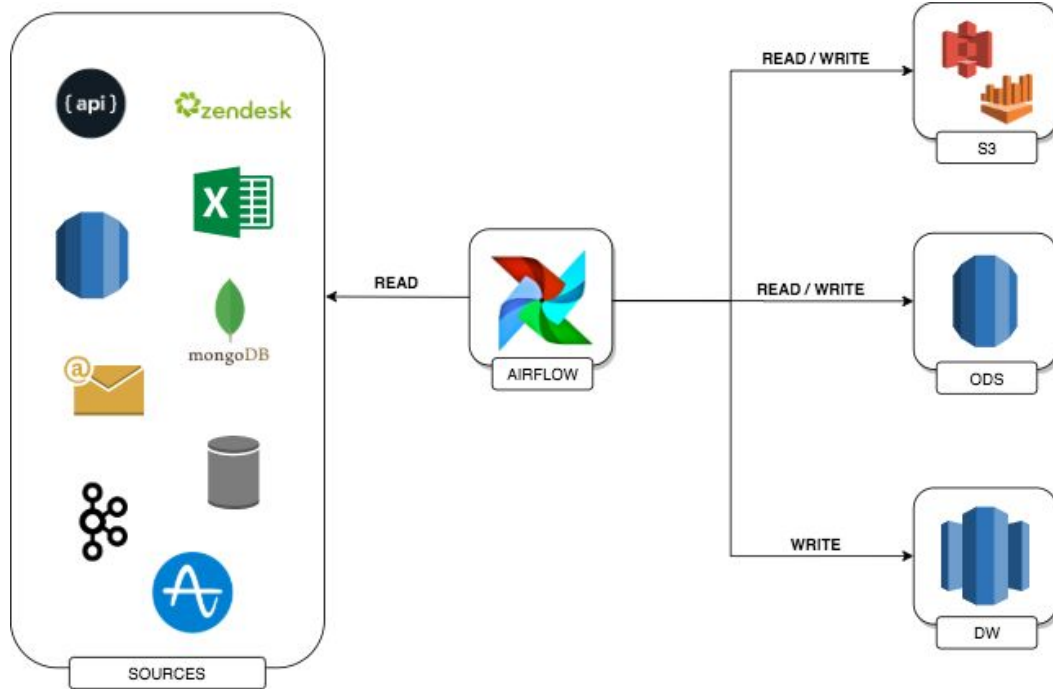 { api }
zendesk
X
mongoDB
@
SOURCES
READ
AIRFLOW
READ / WRITE
S3
READ / WRITE
ODS
WRITE
DW